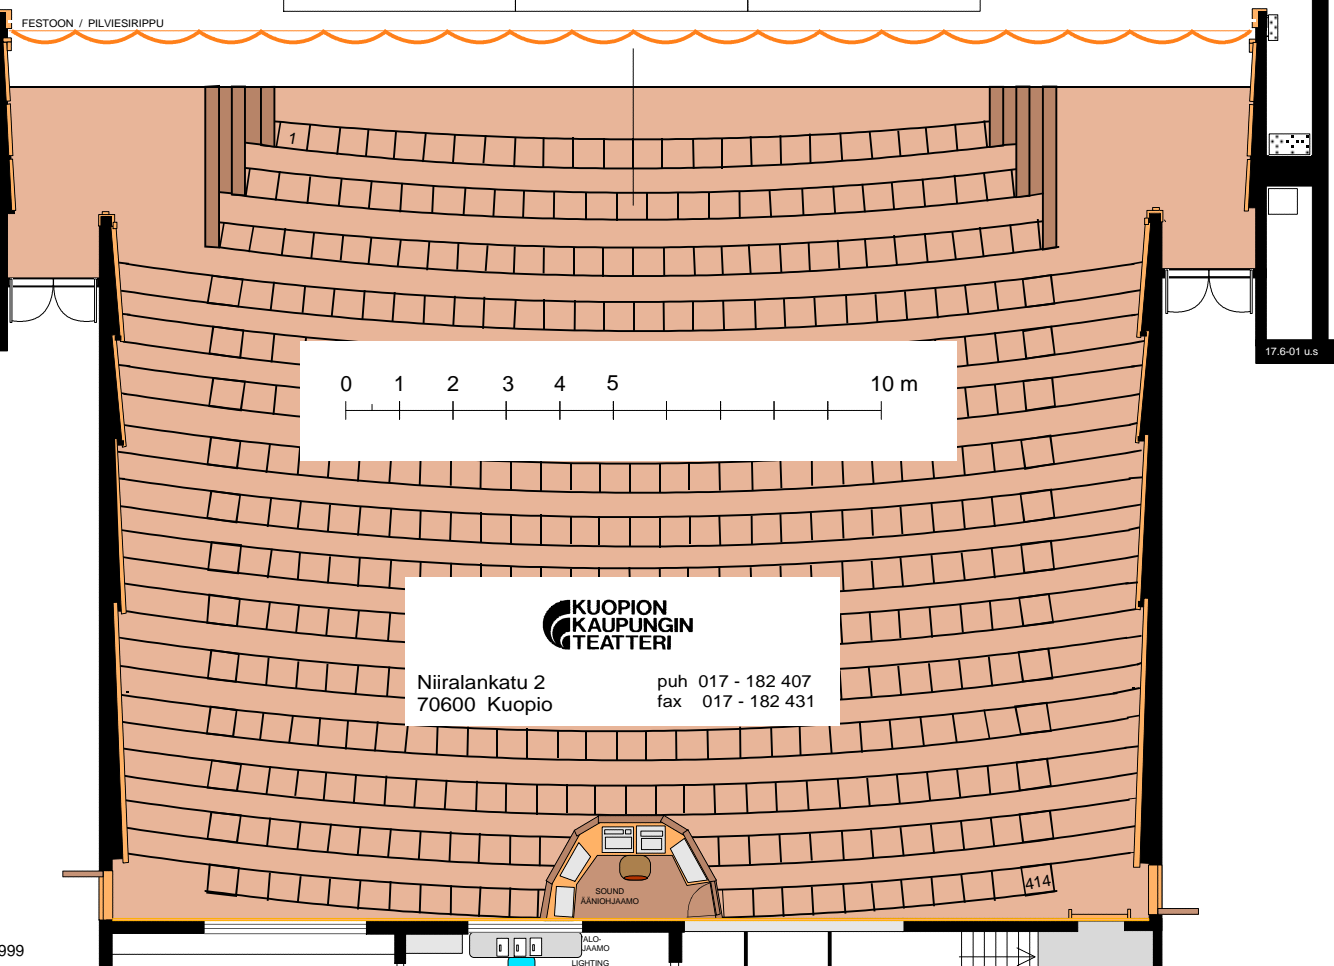 FESTOON / PILVIESIRIPPU
1
17.6-01 u.s
0 1 2 3 4 5 10 m
KUOPION
KAUPUNGIN
TEATTERI
Niiralankatu 2
70600 Kuopio
puh 017 - 182 407
fax 017 - 182 431
414
SOUND
ÄÄNIOHJAAMO
999
ALO-
JAAMO
LIGHTING